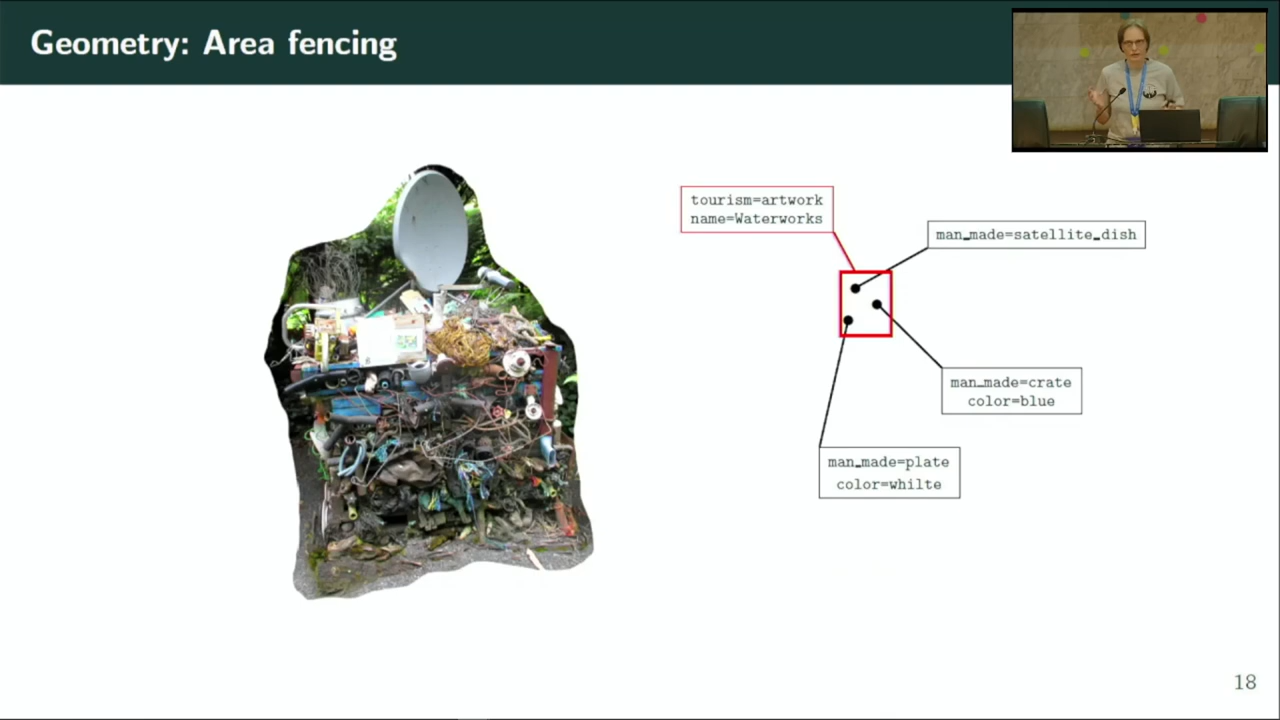 Geometry: Area fencing
tourism=artwork
name=Waterworks
man_made=satellite_dish
man_made=crate
color=blue
man_made=plate
color=whilte
18